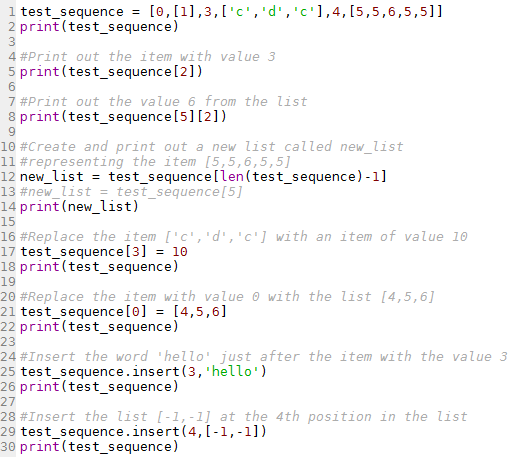 1 test_sequence = [0,[1],3,['c','d','c'],4,[5,5,6,5,5]]
2 print(test_sequence)
3
4 #Print out the item with value 3
5 print(test_sequence[2])
6
7 #Print out the value 6 from the list
8 print(test_sequence[5][2])
9
10 #Create and print out a new list called new_list
11 #representing the item [5,5,6,5,5]
12 new_list = test_sequence[len(test_sequence)-1]
13 #new_list = test_sequence[5]
14 print(new_list)
15
16 #Replace the item ['c','d','c'] with an item of value 10
17 test_sequence[3] = 10
18 print(test_sequence)
19
20 #Replace the item with value 0 with the list [4,5,6]
21 test_sequence[0] = [4,5,6]
22 print(test_sequence)
23
24 #Insert the word 'hello' just after the item with the value 3
25 test_sequence.insert(3,'hello')
26 print(test_sequence)
27
28 #Insert the list [-1,-1] at the 4th position in the list
29 test_sequence.insert(4,[-1,-1])
30 print(test_sequence)